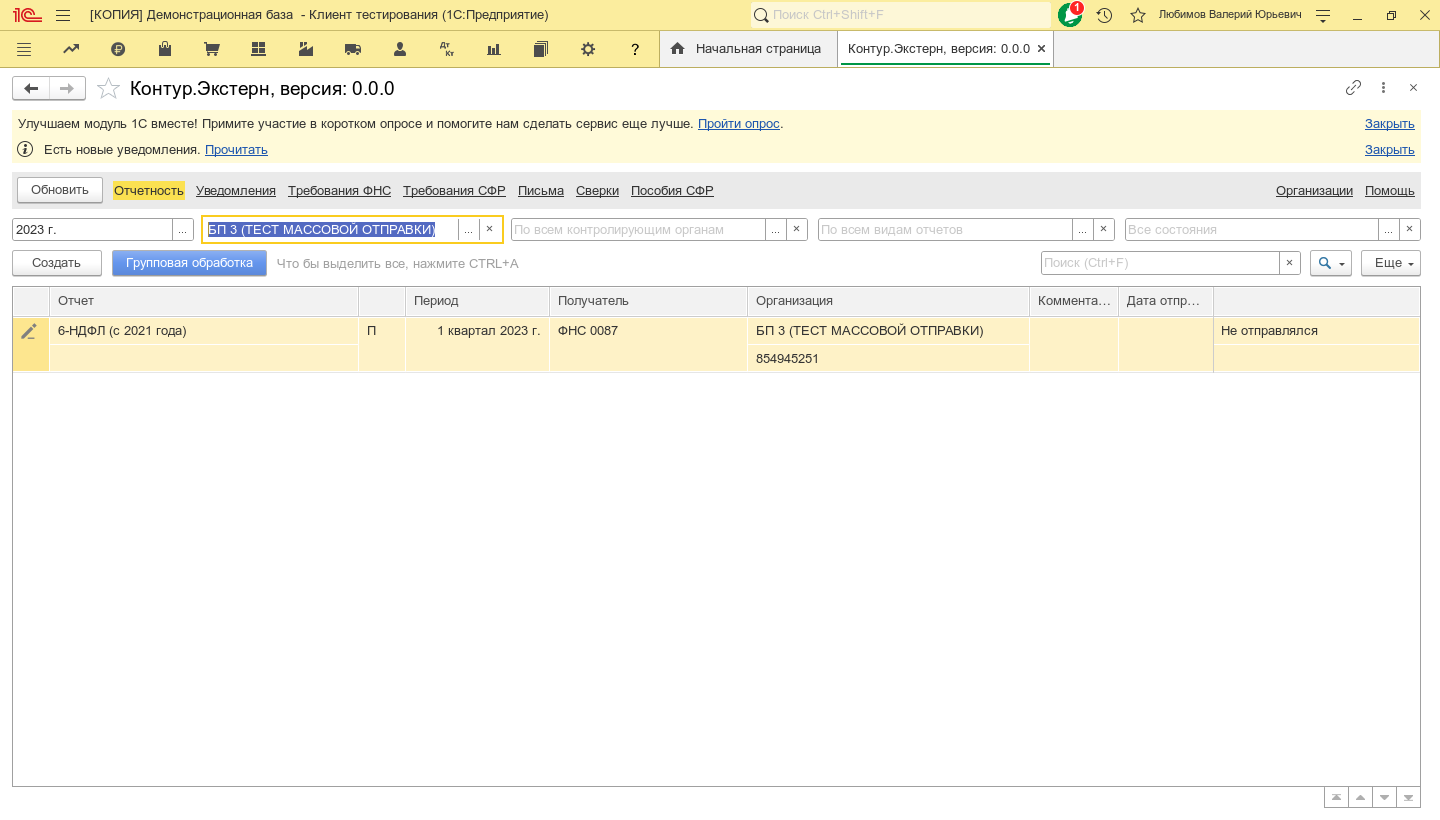 1С [КОПИЯ] Демонстрационная база - Клиент тестирования (1С:Предприятие) Поиск Ctrl+Shift+F 1 Любимов Валерий Юрьевич
Дт Кт ? Начальная страница Контур.Экстерн, версия: 0.0.0 ×
Контур.Экстерн, версия: 0.0.0
Улучшаем модуль 1С вместе! Примите участие в коротком опросе и помогите нам сделать сервис еще лучше. Пройти опрос. Закрыть
Есть новые уведомления. Прочитать Закрыть
Обновить Отчетность Уведомления Требования ФНС Требования СФР Письма Сверки Пособия СФР Организации Помощь
2023 г. ... БП 3 (ТЕСТ МАССОВОЙ ОТПРАВКИ) ... × По всем контролирующим органам ... × По всем видам отчетов ... × Все состояния ... ×
Создать Групповая обработка Что бы выделить все, нажмите CTRL+A Поиск (Ctrl+F) × Еще
Отчет Период Получатель Организация Коммента... Дата отпр...
6-НДФЛ (с 2021 года) П 1 квартал 2023 г. ФНС 0087 БП 3 (ТЕСТ МАССОВОЙ ОТПРАВКИ) Не отправлялся
854945251